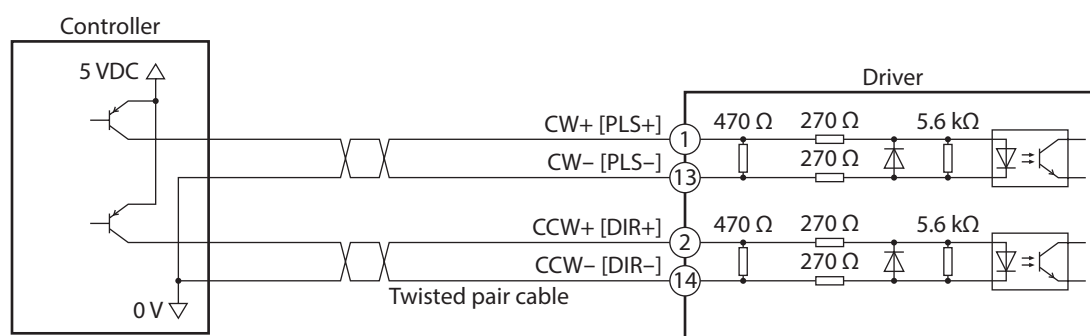 Controller
5 VDC
Driver
CW+ [PLS+]
1
470 Ω
270 Ω
5.6 kΩ
CW– [PLS–]
13
270 Ω
CCW+ [DIR+]
2
470 Ω
270 Ω
5.6 kΩ
CCW– [DIR–]
14
270 Ω
0 V
Twisted pair cable